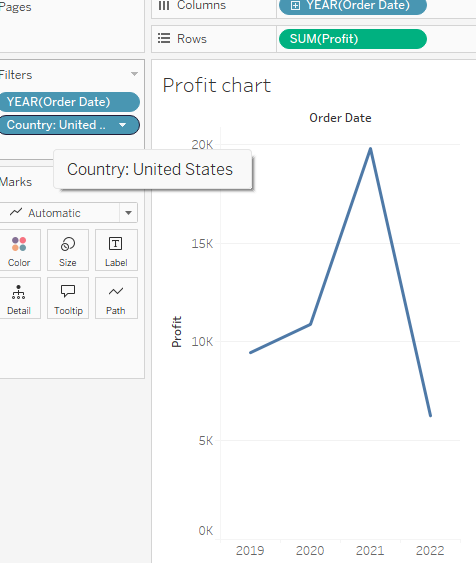 Pages
Columns
YEAR(Order Date)
Rows
SUM(Profit)
Filters
YEAR(Order Date)
Country: United ..
Country: United States
Marks
Automatic
Color
Size
Label
Detail
Tooltip
Path
Profit chart
Order Date
20K
15K
10K
5K
0K
Profit
2019 2020 2021 2022